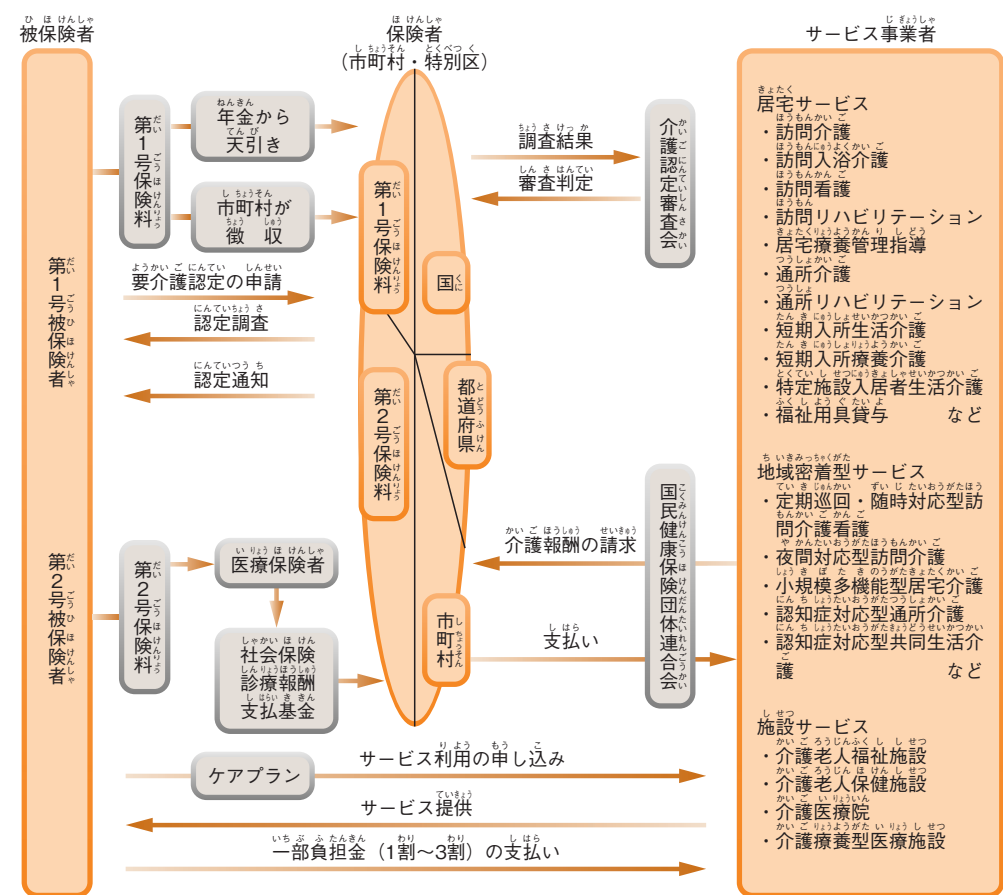 被保険者
第1号被保険者
第2号被保険者
第1号保険料
年金から
天引き
市町村が
徴収
要介護認定の申請
認定調査
認定通知
第2号保険料
医療保険者
社会保険
診療報酬
支払基金
保険者
(市町村・特別区)
第1号保険料
国
都道府県
第2号保険料
市町村
調査結果
審査判定
介護認定審査会
介護報酬の請求
支払い
国民健康保険団体連合会
ケアプラン
サービス利用の申し込み
サービス提供
一部負担金（1割～3割）の支払い
サービス事業者
居宅サービス
・訪問介護
・訪問入浴介護
・訪問看護
・訪問リハビリテーション
・居宅療養管理指導
・通所介護
・通所リハビリテーション
・短期入所生活介護
・短期入所療養介護
・特定施設入居者生活介護
・福祉用具貸与 など
地域密着型サービス
・定期巡回・随時対応型訪
問介護看護
・夜間対応型訪問介護
・小規模多機能型居宅介護
・認知症対応型通所介護
・認知症対応型共同生活介
護 など
施設サービス
・介護老人福祉施設
・介護老人保健施設
・介護医療院
・介護療養型医療施設